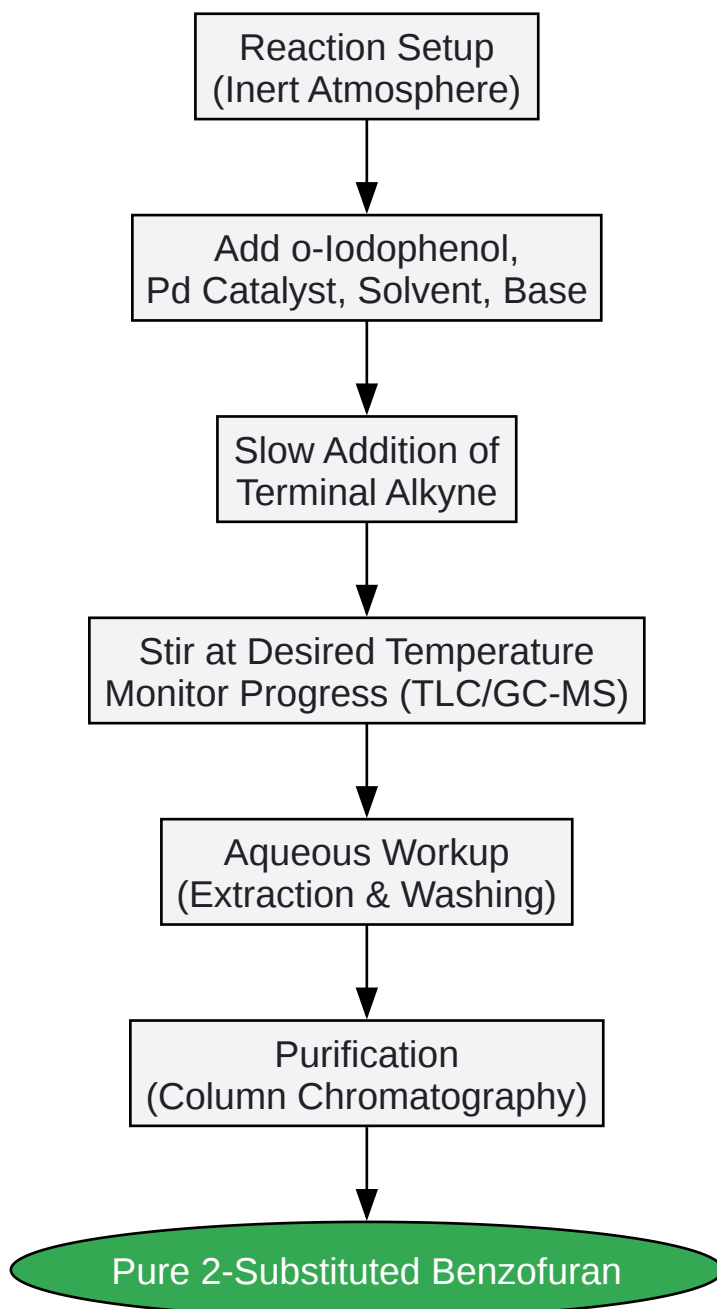 Reaction Setup
(Inert Atmosphere)
Add o-Iodophenol,
Pd Catalyst, Solvent, Base
Slow Addition of
Terminal Alkyne
Stir at Desired Temperature
Monitor Progress (TLC/GC-MS)
Aqueous Workup
(Extraction & Washing)
Purification
(Column Chromatography)
Pure 2-Substituted Benzofuran